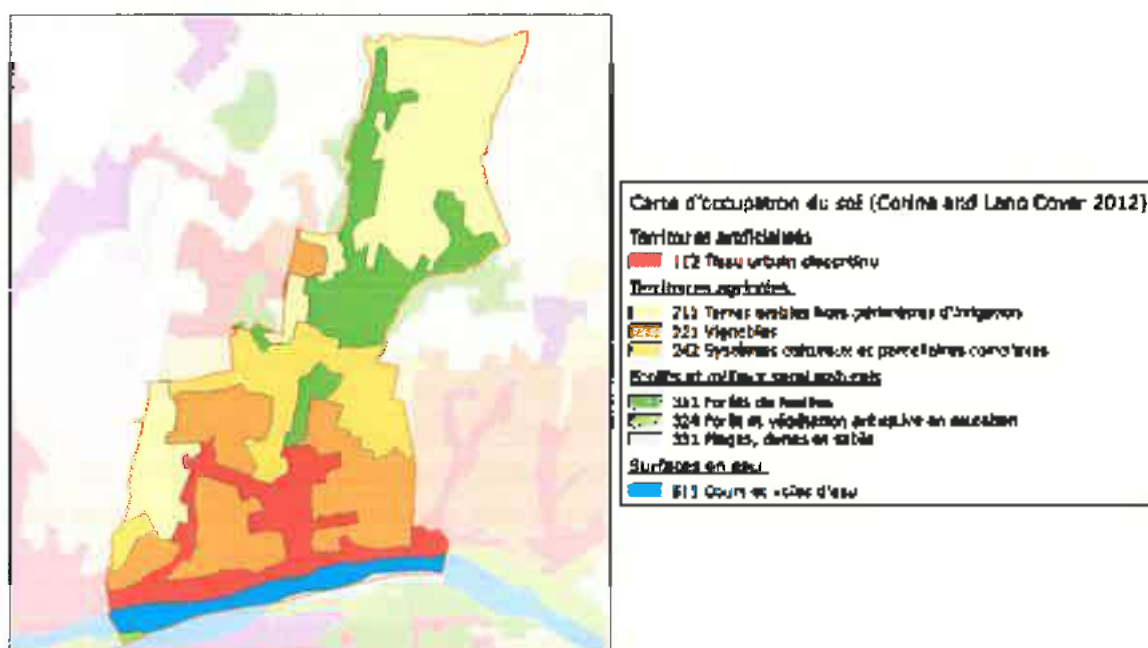 Carte d'occupation du sol (Corine and Land Cover 2012)
Territoires artificialisés
112 Tissu urbain discontinu
Territoires agricoles
211 Terres arables hors périmètres d'irrigation
221 Vignobles
242 Systèmes culturaux et parcellaires complexes
Forêts et milieux semi-naturels
311 Forêts de feuillus
324 Forêt et végétation arbustive en mutation
331 Plages, dunes et sable
Surfaces en eau
511 Cours et voies d'eau